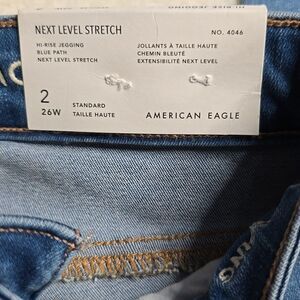 NEXT LEVEL STRETCH
NO. 4046
HI-RISE JEGGING
BLUE PATH
NEXT LEVEL STRETCH
JOLLANTS À TAILLE HAUTE
CHEMIN BLEUTÉ
EXTENSIBILITÉ NEXT LEVEL
2
26W
STANDARD
TAILLE HAUTE
AMERICAN EAGLE